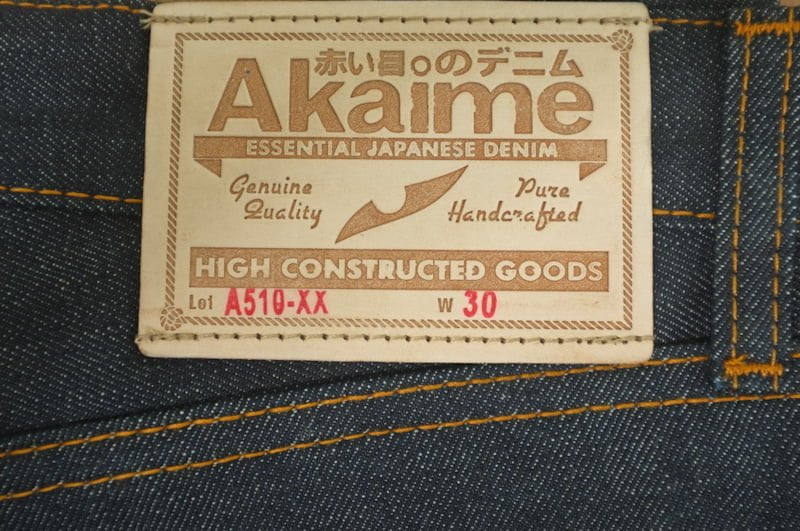 赤い目のデニム
Akaime
ESSENTIAL JAPANESE DENIM
Genuine Quality
Pure Handcrafted
HIGH CONSTRUCTED GOODS
Lot A510-XX W 30